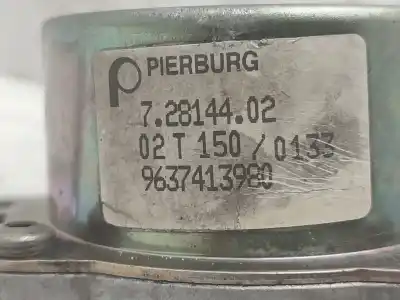 PIERBURG
7.28144.02
02 T 150 / 0133
9637413980